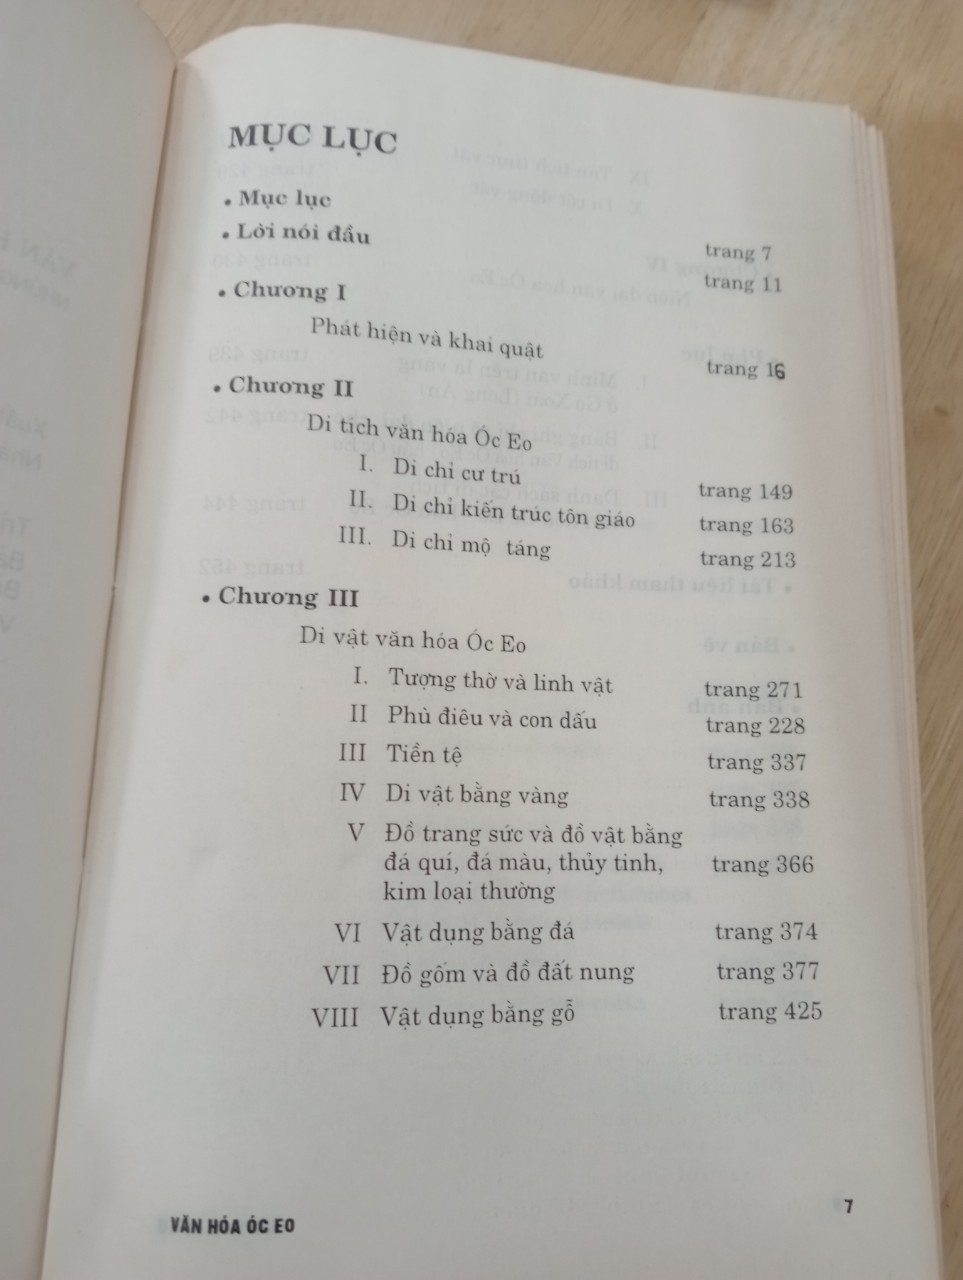 MỤC LỤC
• Mục lục trang 7
• Lời nói đầu trang 11
• Chương I
Phát hiện và khai quật trang 16
• Chương II
Di tích văn hóa Óc Eo
I. Di chỉ cư trú trang 149
II. Di chỉ kiến trúc tôn giáo trang 163
III. Di chỉ mộ táng trang 213
• Chương III
Di vật văn hóa Óc Eo
I. Tượng thờ và linh vật trang 271
II Phù điêu và con dấu trang 228
III Tiền tệ trang 337
IV Di vật bằng vàng trang 338
V Đồ trang sức và đồ vật bằng
đá quí, đá màu, thủy tinh, trang 366
kim loại thường
VI Vật dụng bằng đá trang 374
VII Đồ gốm và đồ đất nung trang 377
VIII Vật dụng bằng gỗ trang 425
VĂN HÓA ÓC EO 7